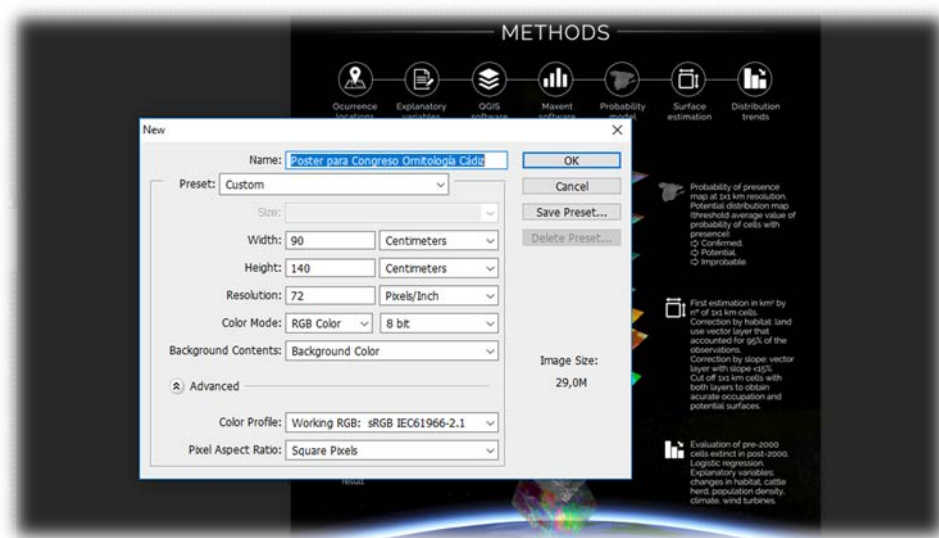 METHODS
Ocurrence
Explanatory
QGIS
Maxent
Probability
Surface
Distribution
locations
variables
software
software
model
estimation
trends
New
Name: Poster para Congreso Ornitología Cádiz
OK
Preset: Custom
Cancel
Size:
Save Preset...
Width: 90 Centimeters
Delete Preset...
Height: 140 Centimeters
Resolution: 72 Pixels/Inch
Color Mode: RGB Color 8 bit
Background Contents: Background Color
Image Size:
29,0M
Advanced
Color Profile: Working RGB: sRGB IEC61966-2.1
Pixel Aspect Ratio: Square Pixels
Probability of presence
map at 1x1 km resolution.
Potential distribution map
(threshold average value of
probability of cells with
presence):
Confirmed.
Potential.
Improbable.
First estimation in km² by
nº of 1x1 km cells.
Correction by habitat: land
use vector layer that
accounted for 95% of the
observations.
Correction by slope: vector
layer with slope <15%.
Cut off 1x1 km cells with
both layers to obtain
acurate occupation and
potential surfaces.
Evaluation of pre-2000
cells extinct in post-2000.
Logistic regression.
Explanatory variables:
changes in habitat, cattle
herd, population density,
climate, wind turbines.
result.